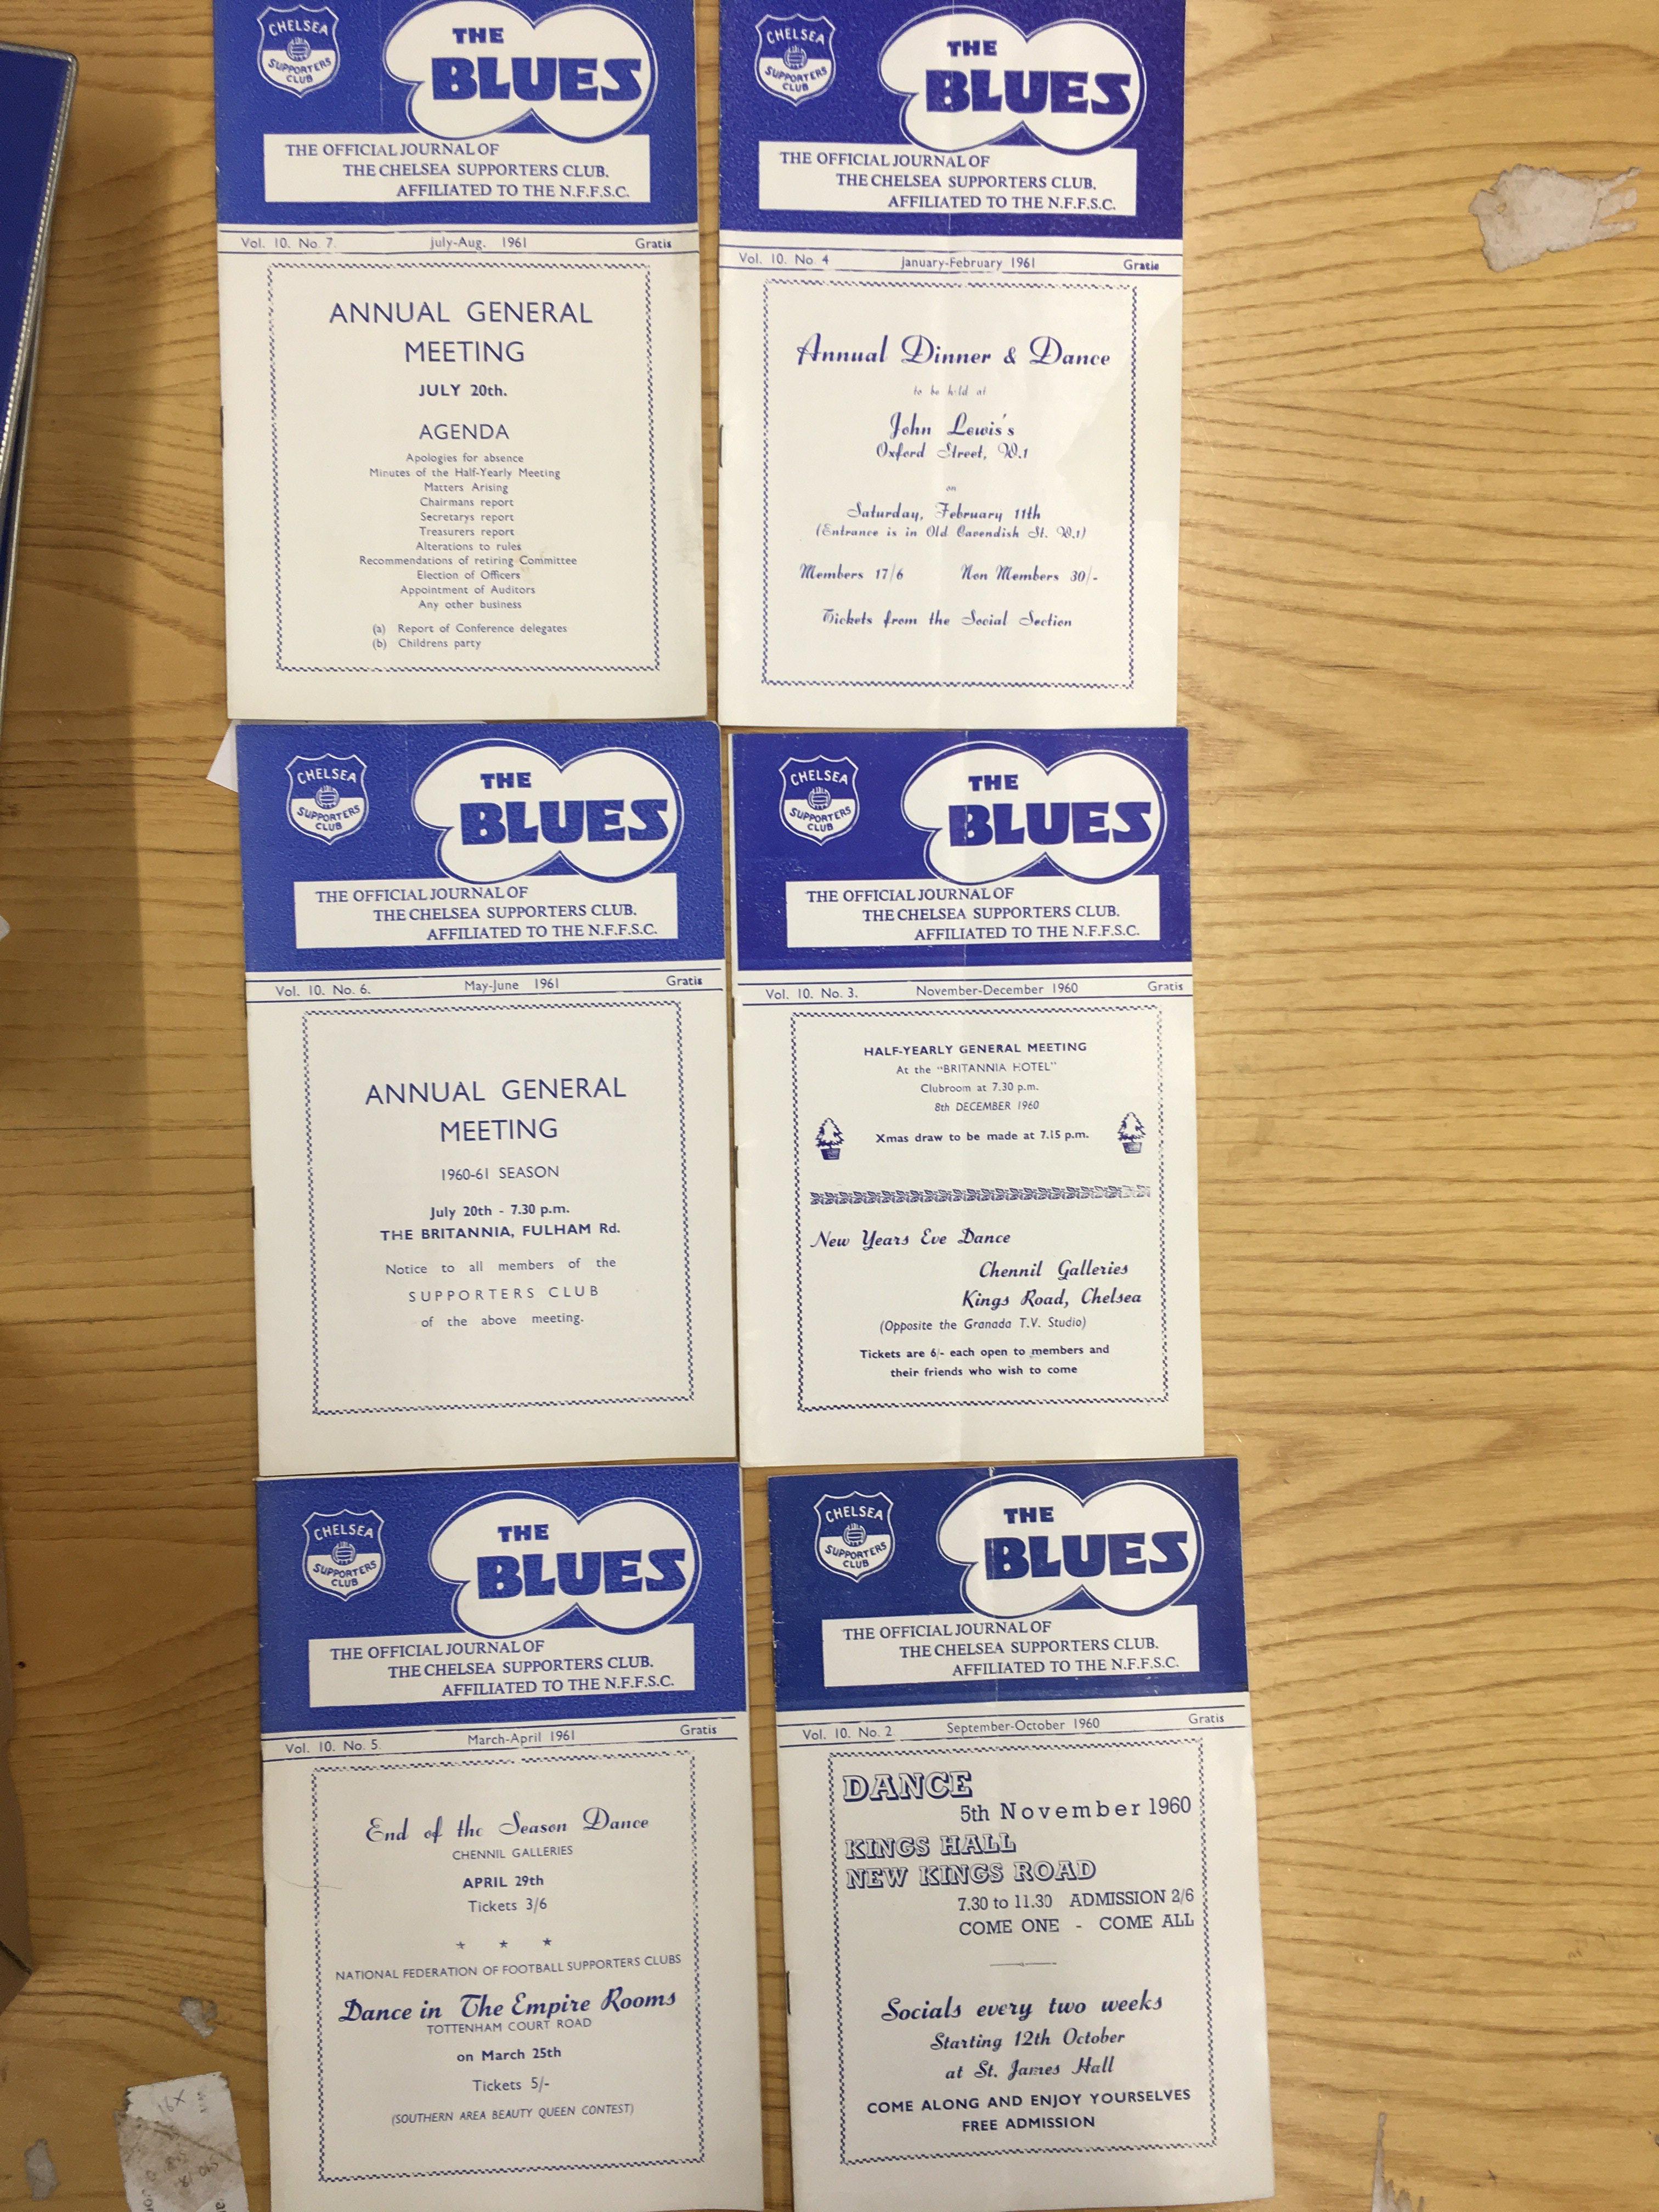 CHELSEA
SUPPORTERS
CLUB
THE
BLUES
THE OFFICIAL JOURNAL OF
THE CHELSEA SUPPORTERS CLUB.
AFFILIATED TO THE N.F.F.S.C.
Vol. 10. No. 7. July-Aug. 1961 Gratis
ANNUAL GENERAL
MEETING
JULY 20th.
AGENDA
Apologies for absence
Minutes of the Half-Yearly Meeting
Matters Arising
Chairmans report
Secretarys report
Treasurers report
Alterations to rules
Recommendations of retiring Committee
Election of Officers
Appointment of Auditors
Any other business
(a) Report of Conference delegates
(b) Childrens party
CHELSEA
SUPPORTERS
CLUB
THE
BLUES
THE OFFICIAL JOURNAL OF
THE CHELSEA SUPPORTERS CLUB.
AFFILIATED TO THE N.F.F.S.C.
Vol. 10. No. 4 January-February 1961 Gratis
Annual Dinner & Dance
to be held at
John Lewis's
Oxford Street, W.1
on
Saturday, February 11th
(Entrance is in Old Cavendish St. W.1)
Members 17/6 Non Members 30/-
Tickets from the Social Section
CHELSEA
SUPPORTERS
CLUB
THE
BLUES
THE OFFICIAL JOURNAL OF
THE CHELSEA SUPPORTERS CLUB.
AFFILIATED TO THE N.F.F.S.C.
Vol. 10. No. 6. May-June 1961 Gratis
ANNUAL GENERAL
MEETING
1960-61 SEASON
July 20th - 7.30 p.m.
THE BRITANNIA, FULHAM Rd.
Notice to all members of the
SUPPORTERS CLUB
of the above meeting.
CHELSEA
SUPPORTERS
CLUB
THE
BLUES
THE OFFICIAL JOURNAL OF
THE CHELSEA SUPPORTERS CLUB.
AFFILIATED TO THE N.F.F.S.C.
Vol. 10. No. 3. November-December 1960 Gratis
HALF-YEARLY GENERAL MEETING
At the "BRITANNIA HOTEL"
Clubroom at 7.30 p.m.
8th DECEMBER 1960
Xmas draw to be made at 7.15 p.m.
New Years Eve Dance
Chennil Galleries
Kings Road, Chelsea
(Opposite the Granada T.V. Studio)
Tickets are 6/- each open to members and
their friends who wish to come
CHELSEA
SUPPORTERS
CLUB
THE
BLUES
THE OFFICIAL JOURNAL OF
THE CHELSEA SUPPORTERS CLUB.
AFFILIATED TO THE N.F.F.S.C.
Vol. 10. No. 5. March-April 1961 Gratis
End of the Season Dance
CHENNIL GALLERIES
APRIL 29th
Tickets 3/6
NATIONAL FEDERATION OF FOOTBALL SUPPORTERS CLUBS
Dance in The Empire Rooms
TOTTENHAM COURT ROAD
on March 25th
Tickets 5/-
(SOUTHERN AREA BEAUTY QUEEN CONTEST)
CHELSEA
SUPPORTERS
CLUB
THE
BLUES
THE OFFICIAL JOURNAL OF
THE CHELSEA SUPPORTERS CLUB.
AFFILIATED TO THE N.F.F.S.C.
Vol. 10. No. 2 September-October 1960 Gratis
DANCE
5th November 1960
KINGS HALL
NEW KINGS ROAD
7.30 to 11.30 ADMISSION 2/6
COME ONE - COME ALL
Socials every two weeks
Starting 12th October
at St. James Hall
COME ALONG AND ENJOY YOURSELVES
FREE ADMISSION